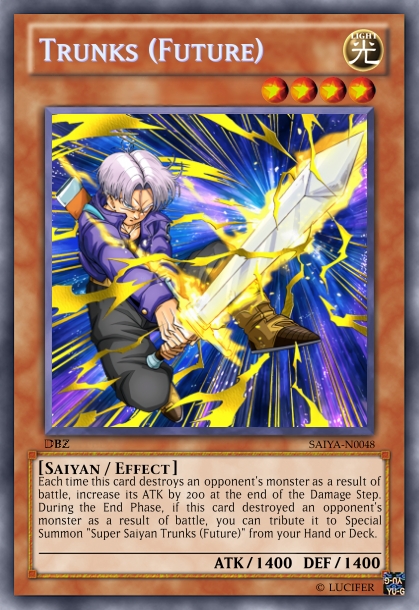 Trunks (Future)
LIGHT
光
DBZ
SAIYA-N0048
[Saiyan / Effect]
Each time this card destroys an opponent's monster as a result of
battle, increase its ATK by 200 at the end of the Damage Step.
During the End Phase, if this card destroyed an opponent's
monster as a result of battle, you can tribute it to Special
Summon "Super Saiyan Trunks (Future)" from your Hand or Deck.
ATK / 1400 DEF / 1400
© LUCIFER